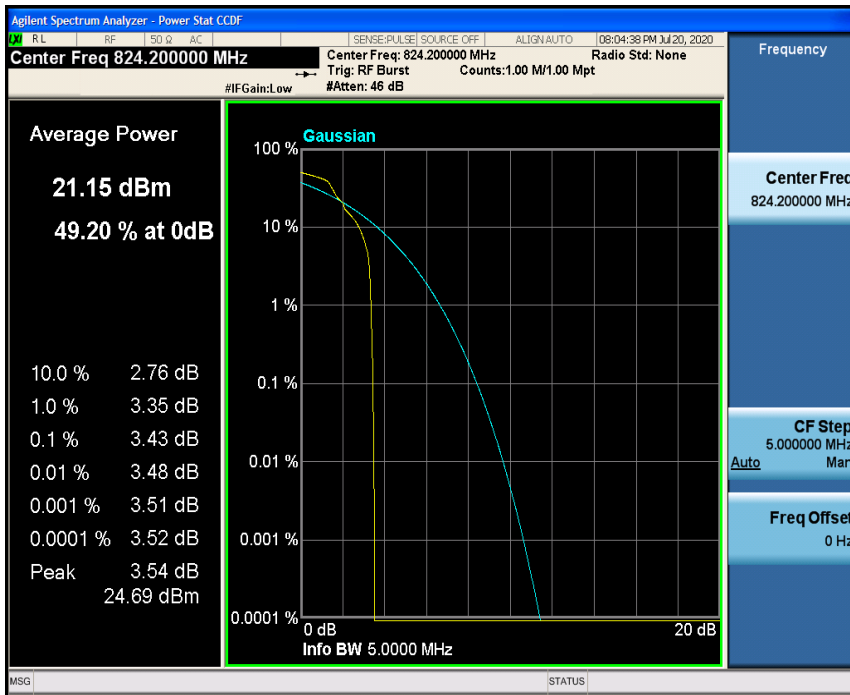 Agilent Spectrum Analyzer - Power Stat CCDF
LXI RL RF 50 Ω AC SENSE:PULSE SOURCE OFF ALIGN AUTO 08:04:38 PM Jul 20, 2020
Center Freq 824.200000 MHz
Center Freq: 824.200000 MHz Radio Std: None
Trig: RF Burst Counts:1.00 M/1.00 Mpt
#IFGain:Low #Atten: 46 dB
Frequency
Average Power
21.15 dBm
49.20 % at 0dB
10.0 % 2.76 dB
1.0 % 3.35 dB
0.1 % 3.43 dB
0.01 % 3.48 dB
0.001 % 3.51 dB
0.0001 % 3.52 dB
Peak 3.54 dB
24.69 dBm
Gaussian
100 %
10 %
1 %
0.1 %
0.01 %
0.001 %
0.0001 %
0 dB 20 dB
Info BW 5.0000 MHz
Center Freq
824.200000 MHz
CF Step
5.000000 MHz
Auto Man
Freq Offset
0 Hz
MSG STATUS